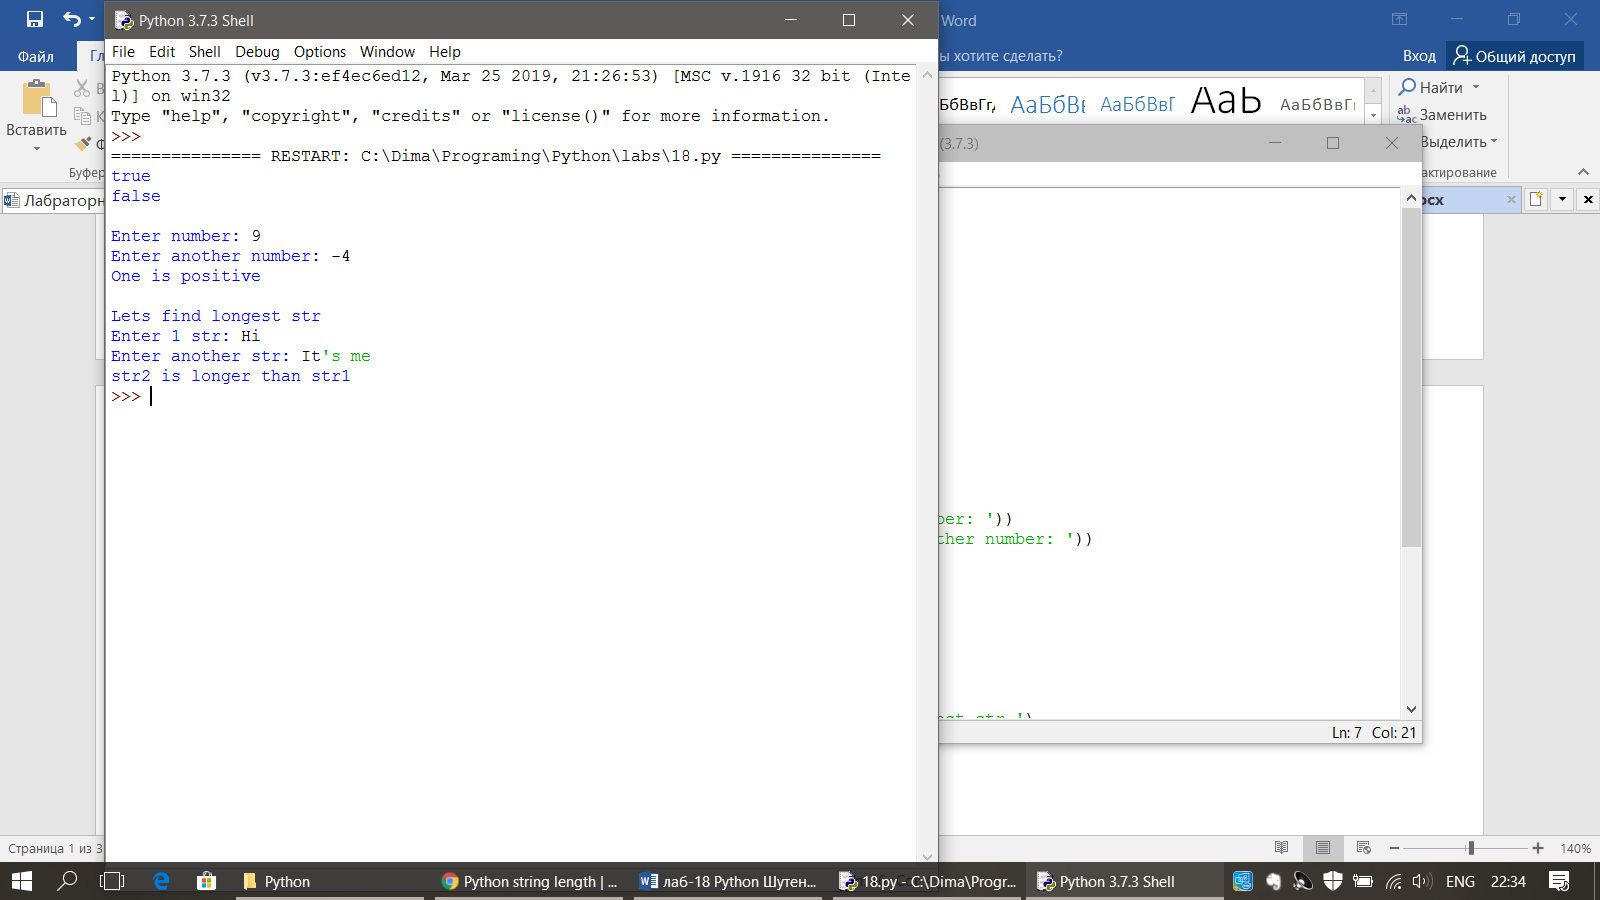 Python 3.7.3 Shell
Word
Файл
Гл
ы хотите сделать?
Вход
Общий доступ
File Edit Shell Debug Options Window Help
Python 3.7.3 (v3.7.3:ef4ec6ed12, Mar 25 2019, 21:26:53) [MSC v.1916 32 bit (Inte
l)] on win32
Type "help", "copyright", "credits" or "license()" for more information.
>>>
=============== RESTART: C:\Dima\Programing\Python\labs\18.py ===============
true
false
Enter number: 9
Enter another number: -4
One is positive
Lets find longest str
Enter 1 str: Hi
Enter another str: It's me
str2 is longer than str1
>>>
Вставить
Буфер
Лабраторн
АаБбВвГг
АаБбВвГ
АаЬ
АаБбВвГг
Найти
Заменить
Выделить
актирование
(3.7.3)
ocx
ber: '))
ther number: '))
Ln: 7 Col: 21
Страница 1 из 3
140%
Python
Python string length | ...
лаб-18 Python Шутен...
18.py - C:\Dima\Progr...
Python 3.7.3 Shell
ENG
22:34